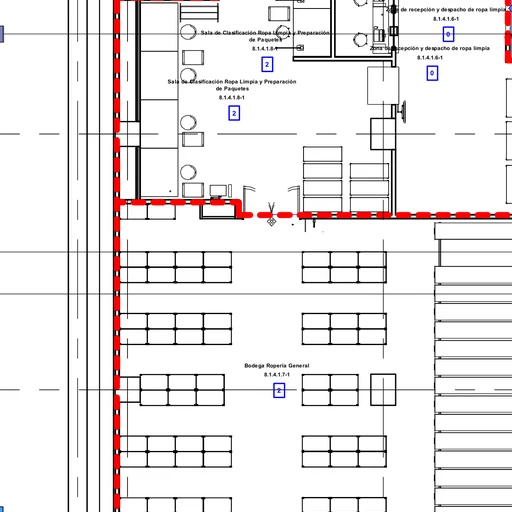 Zona de recepción y despacho de ropa limpia
8.1.4.1.6-1
0
Sala de Clasificación Ropa Limpia y Preparación
de Paquetes
8.1.4.1.8-1
2
Zona de recepción y despacho de ropa limpia
8.1.4.1.6-1
0
Sala de Clasificación Ropa Limpia y Preparación
de Paquetes
8.1.4.1.8-1
2
Bodega Ropería General
8.1.4.1.7-1
2